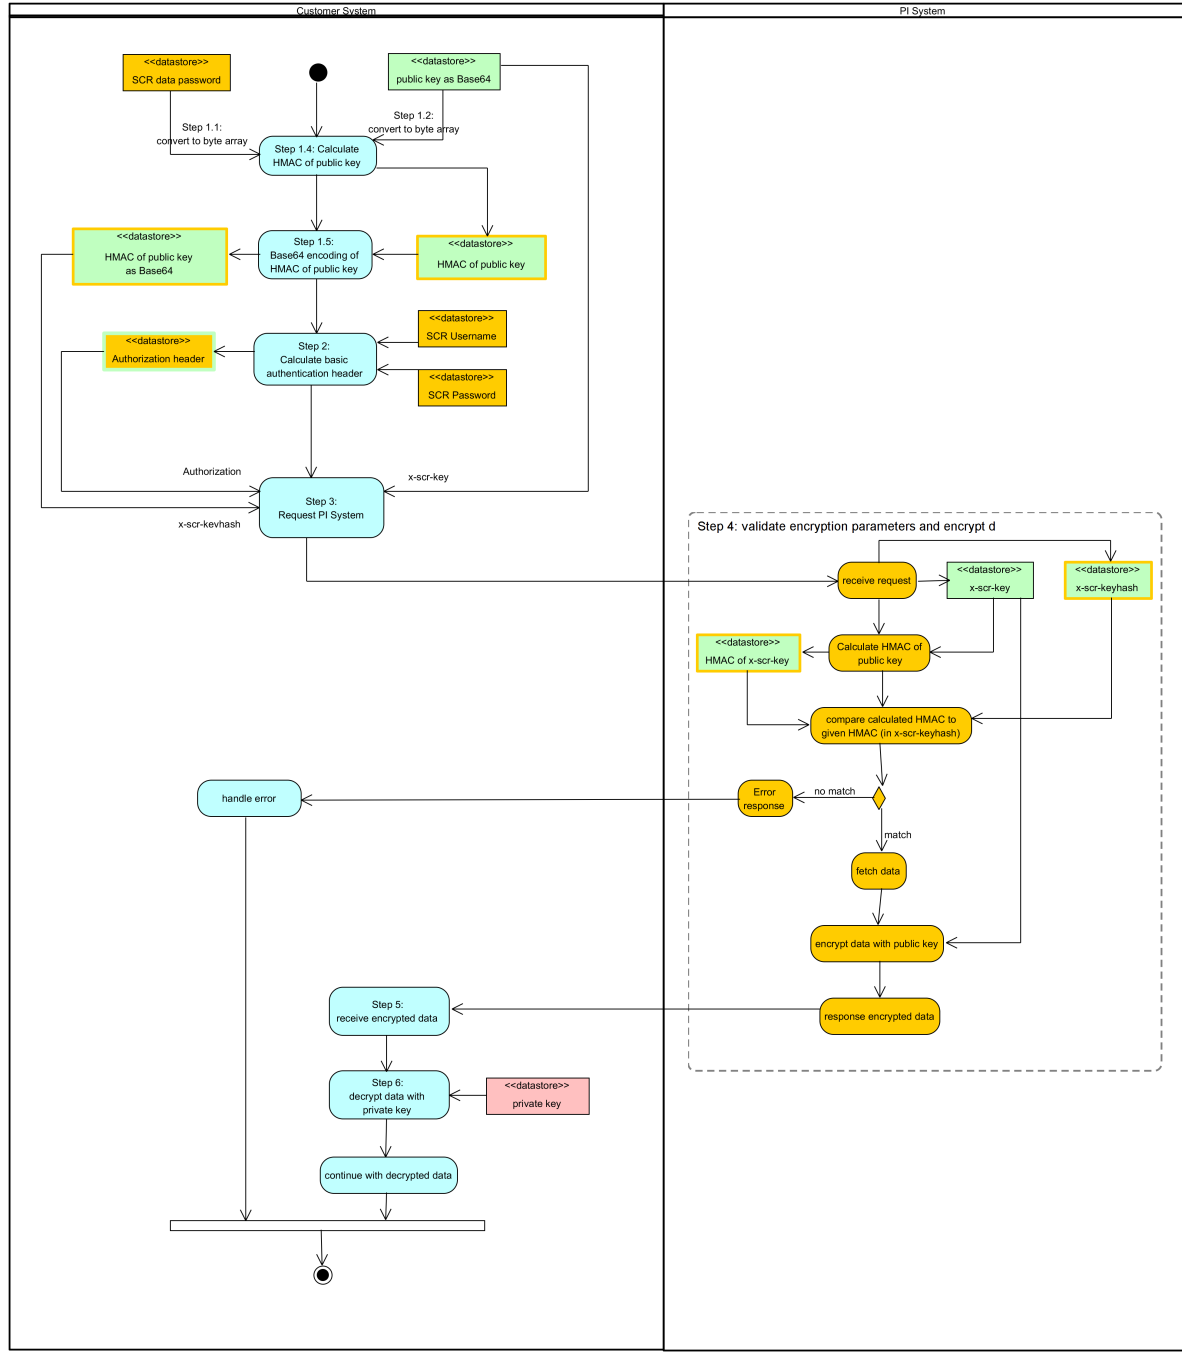 Customer System
PI System
<<datastore>>
SCR data password
<<datastore>>
public key as Base64
Step 1.1:
convert to byte array
Step 1.2:
convert to byte array
Step 1.4: Calculate
HMAC of public key
<<datastore>>
HMAC of public key
as Base64
Step 1.5:
Base64 encoding of
HMAC of public key
<<datastore>>
HMAC of public key
<<datastore>>
Authorization header
Step 2:
Calculate basic
authentication header
<<datastore>>
SCR Username
<<datastore>>
SCR Password
Authorization
x-scr-key
Step 3:
Request PI System
x-scr-kevhash
Step 4: validate encryption parameters and encrypt d
receive request
<<datastore>>
x-scr-key
<<datastore>>
x-scr-keyhash
<<datastore>>
HMAC of x-scr-key
Calculate HMAC of
public key
compare calculated HMAC to
given HMAC (in x-scr-keyhash)
handle error
Error
response
no match
match
fetch data
encrypt data with public key
Step 5:
receive encrypted data
response encrypted data
Step 6:
decrypt data with
private key
<<datastore>>
private key
continue with decrypted data